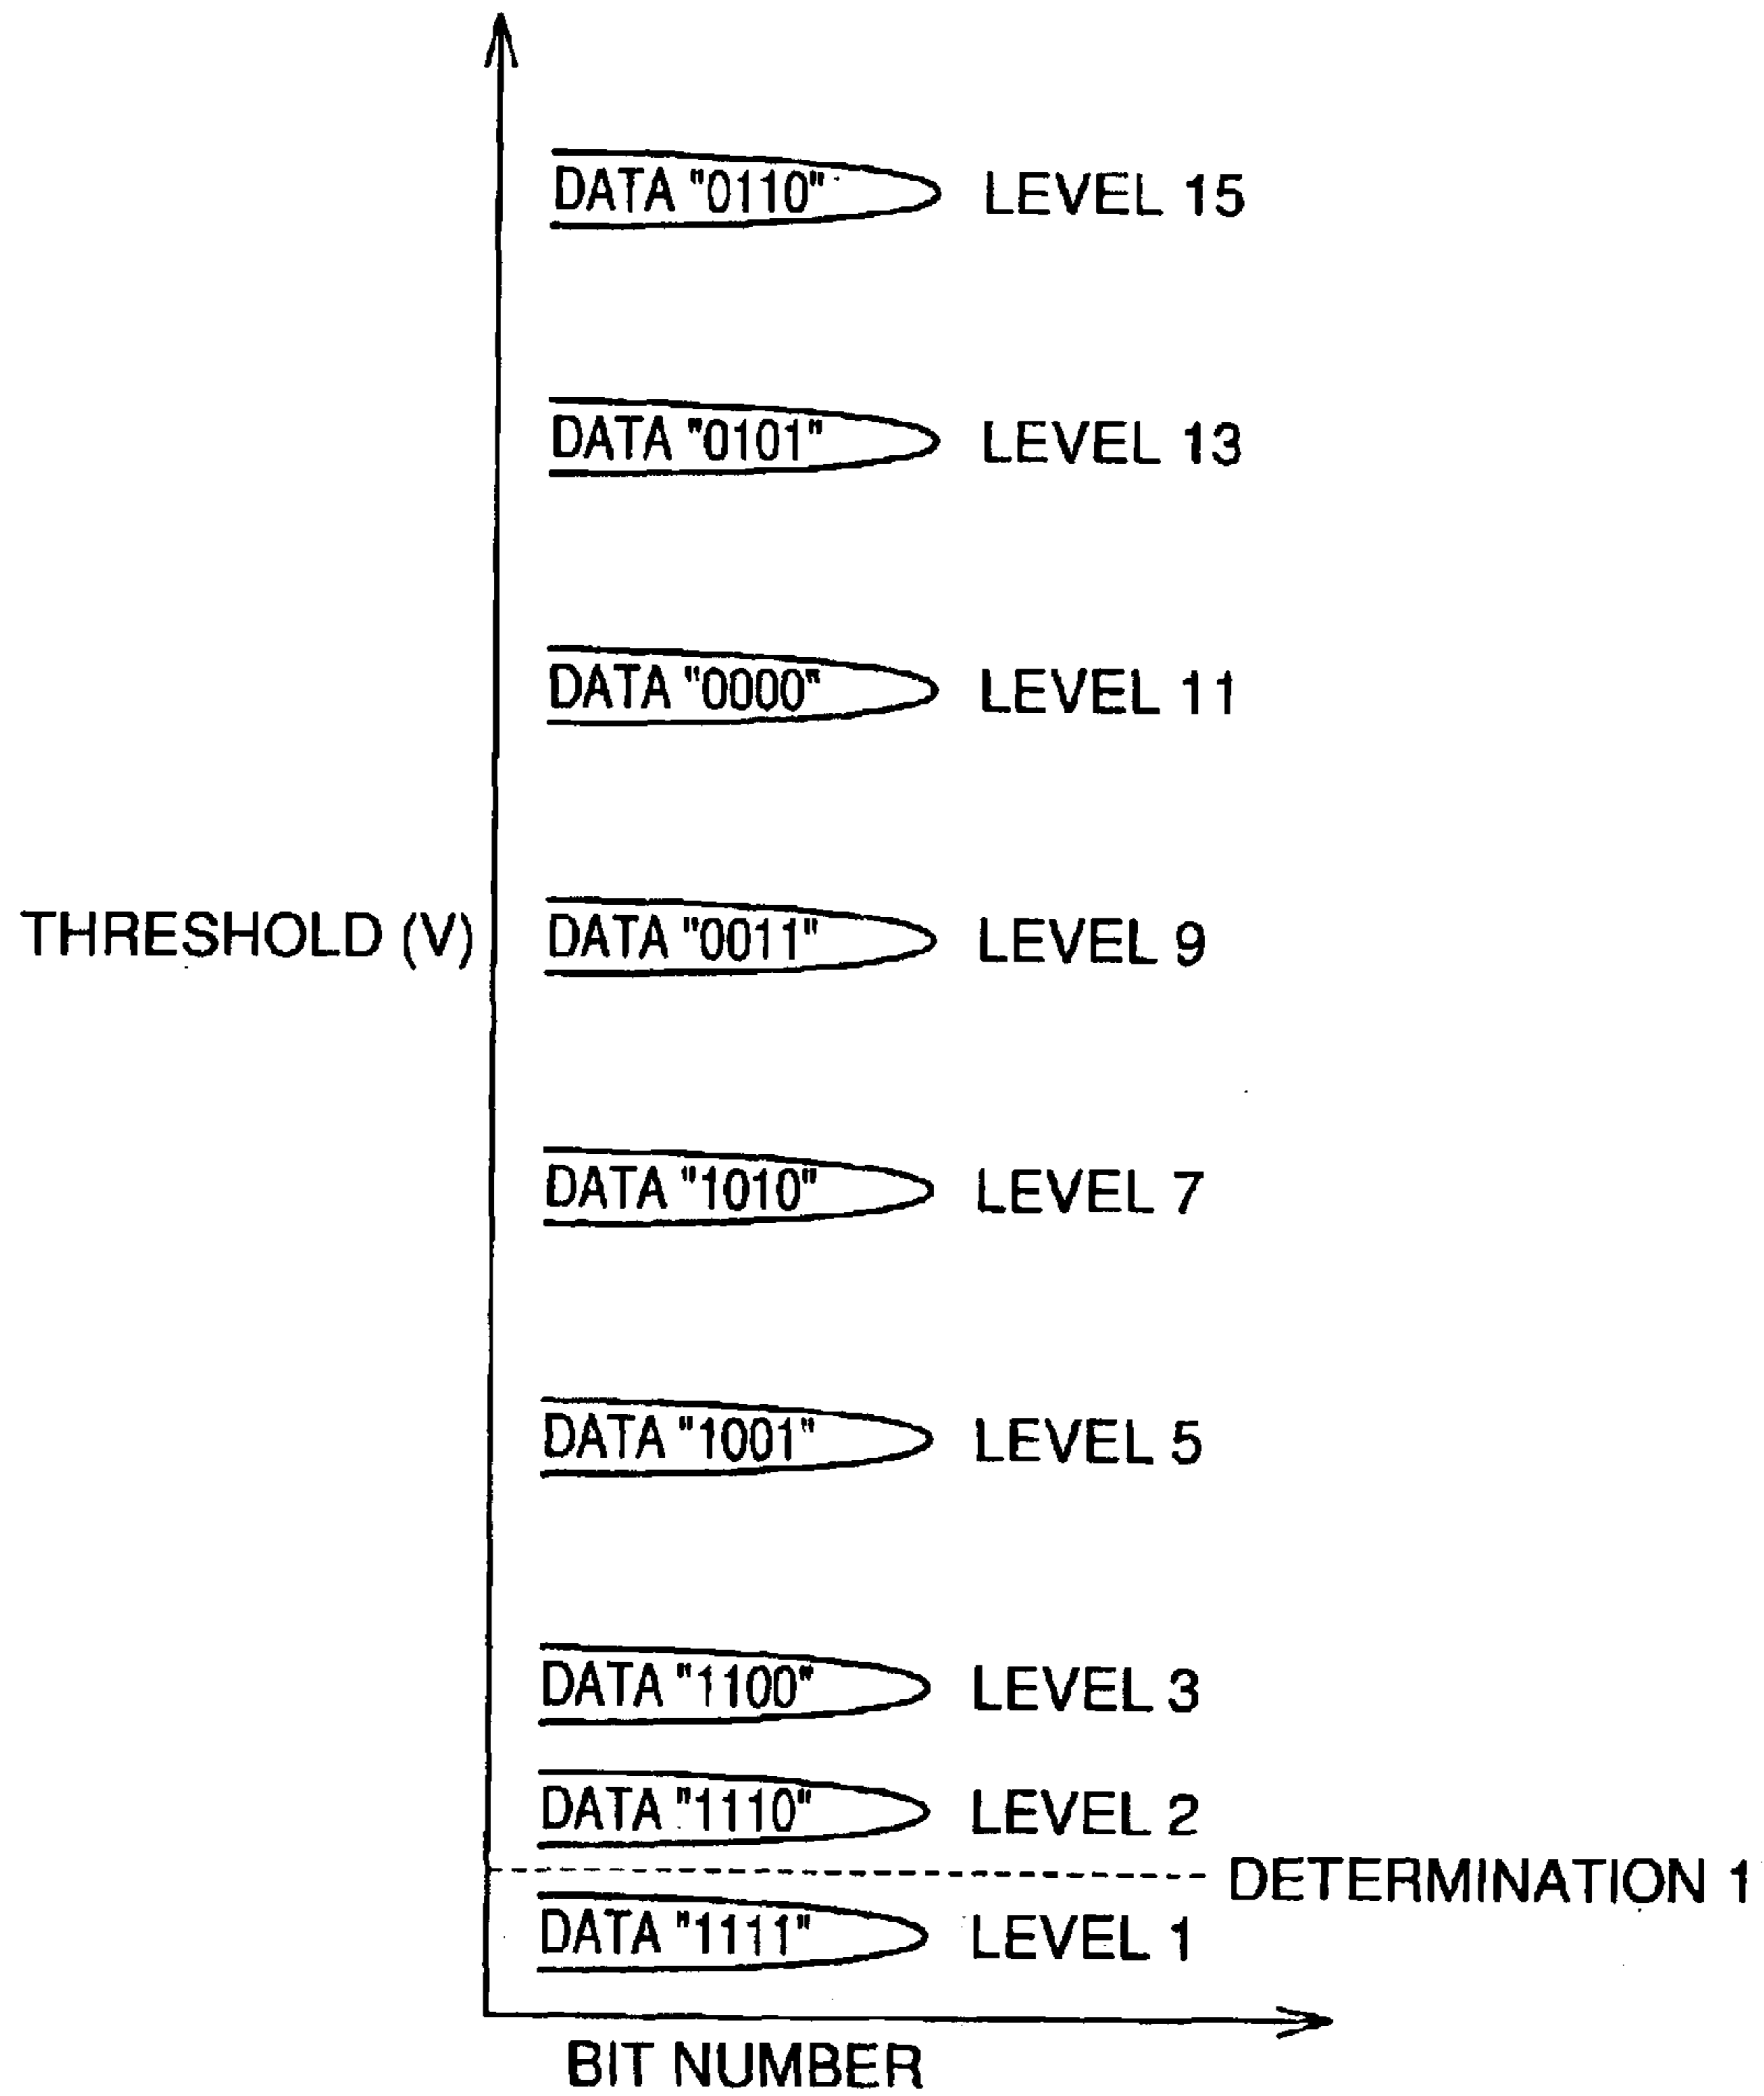 DATA "0110" LEVEL 15
DATA "0101" LEVEL 13
DATA "0000" LEVEL 11
THRESHOLD (V) DATA "0011" LEVEL 9
DATA "1010" LEVEL 7
DATA "1001" LEVEL 5
DATA "1100" LEVEL 3
DATA "1110" LEVEL 2
DETERMINATION 1
DATA "1111" LEVEL 1
BIT NUMBER